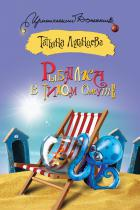 Иронический детектив
Татьяна Луганцева
Рыбалка
в тихом омуте